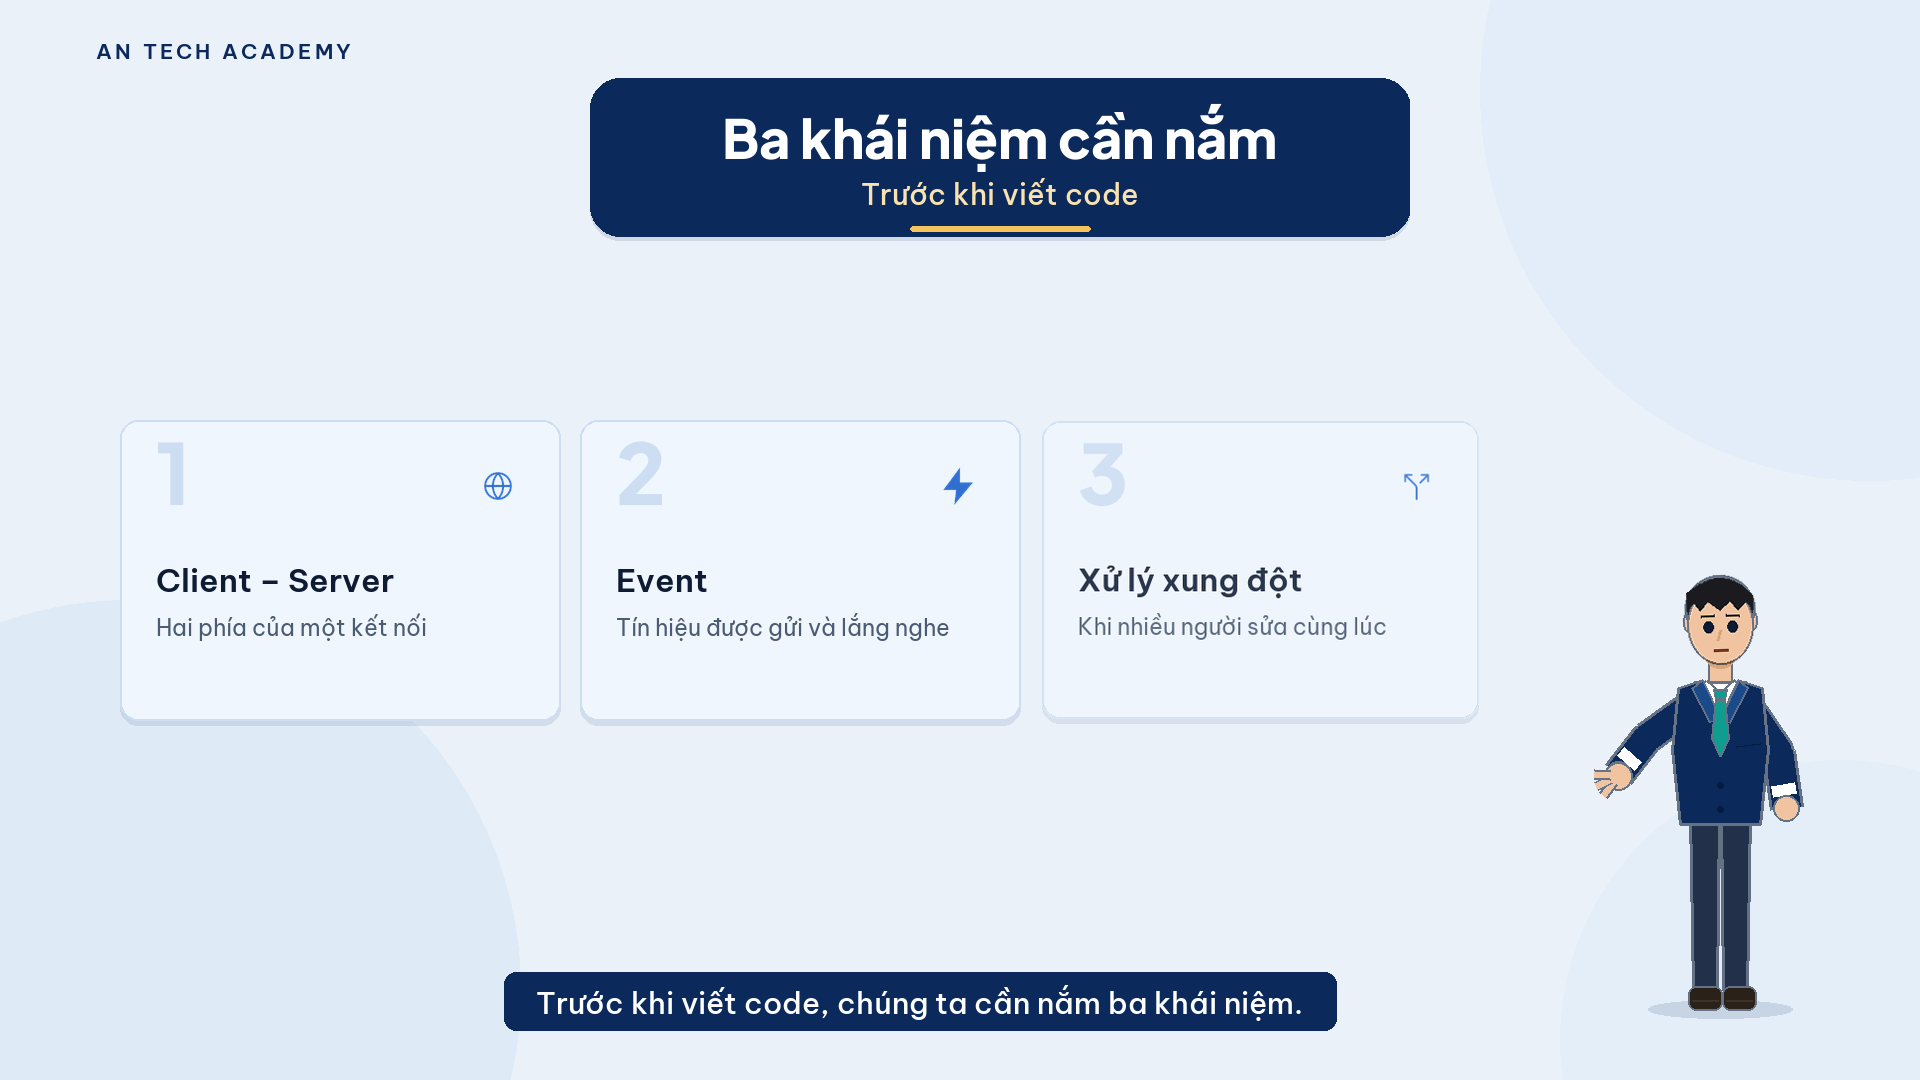 AN TECH ACADEMY
Ba khái niệm cần nắm
Trước khi viết code
1
Client – Server
Hai phía của một kết nối
2
Event
Tín hiệu được gửi và lắng nghe
3
Xử lý xung đột
Khi nhiều người sửa cùng lúc
Trước khi viết code, chúng ta cần nắm ba khái niệm.